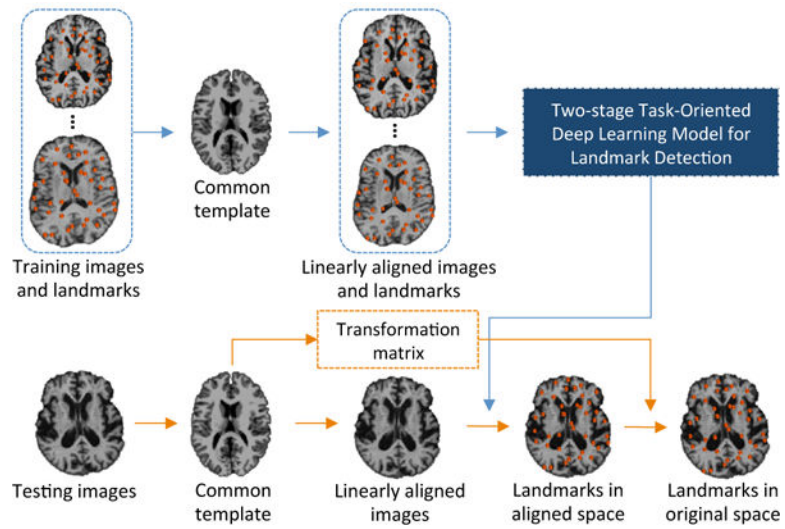 Two-stage Task-Oriented
Deep Learning Model for
Landmark Detection
Common
template
Training images
and landmarks
Linearly aligned images
and landmarks
Transformation
matrix
Testing images
Common
template
Linearly aligned
images
Landmarks in
aligned space
Landmarks in
original space